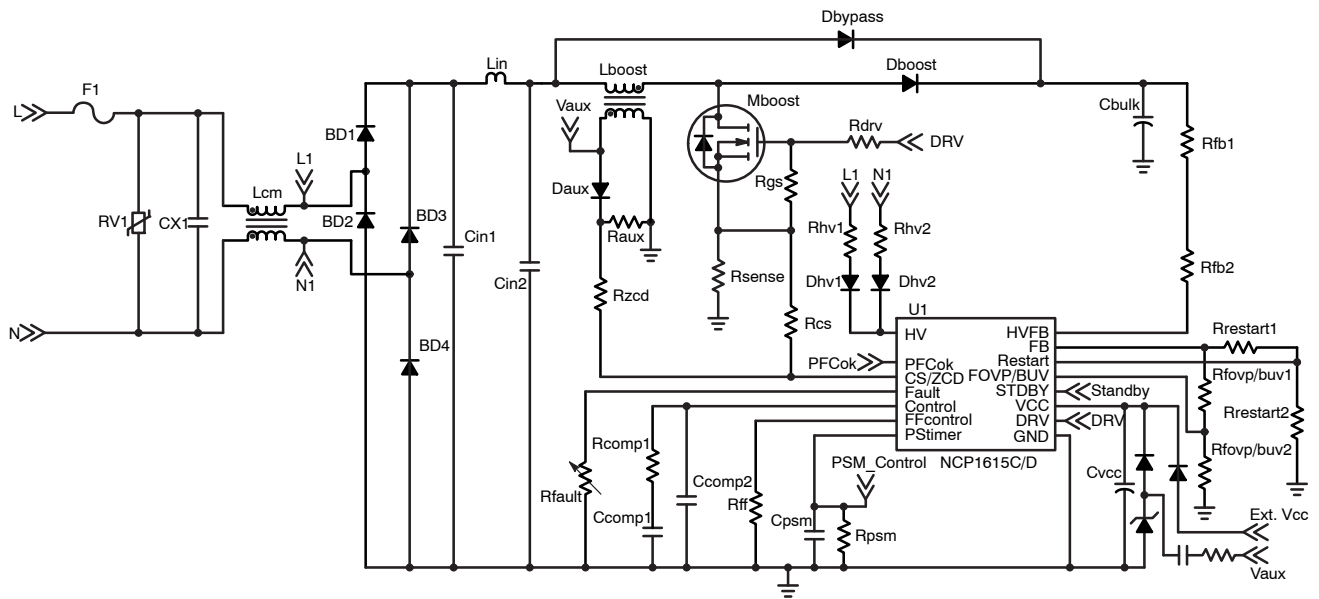 Dbypass
Lin
Lboost
Dboost
F1
L
Vaux
Mboost
Cbulk
BD1
Rdrv
DRV
Rfb1
L1
Rgs
L1
N1
Lcm
Daux
RV1
CX1
BD2
BD3
Raux
Rhv1
Rhv2
Cin1
Cin2
Rsense
Dhv1
Dhv2
Rfb2
N1
Rzcd
U1
Rcs
N
HV
HVFB
FB
Rrestart1
BD4
PFCok
PFCok
Restart
CS/ZCD
FOVP/BUV
Rfovp/buv1
Fault
STDBY
Standby
Control
VCC
FFcontrol
DRV
DRV
Rrestart2
PStimer
GND
Rcomp1
PSM_Control
NCP1615C/D
Rfovp/buv2
Ccomp2
Cvcc
Rfault
Rff
Ccomp1
Cpsm
Rpsm
Ext. Vcc
Vaux